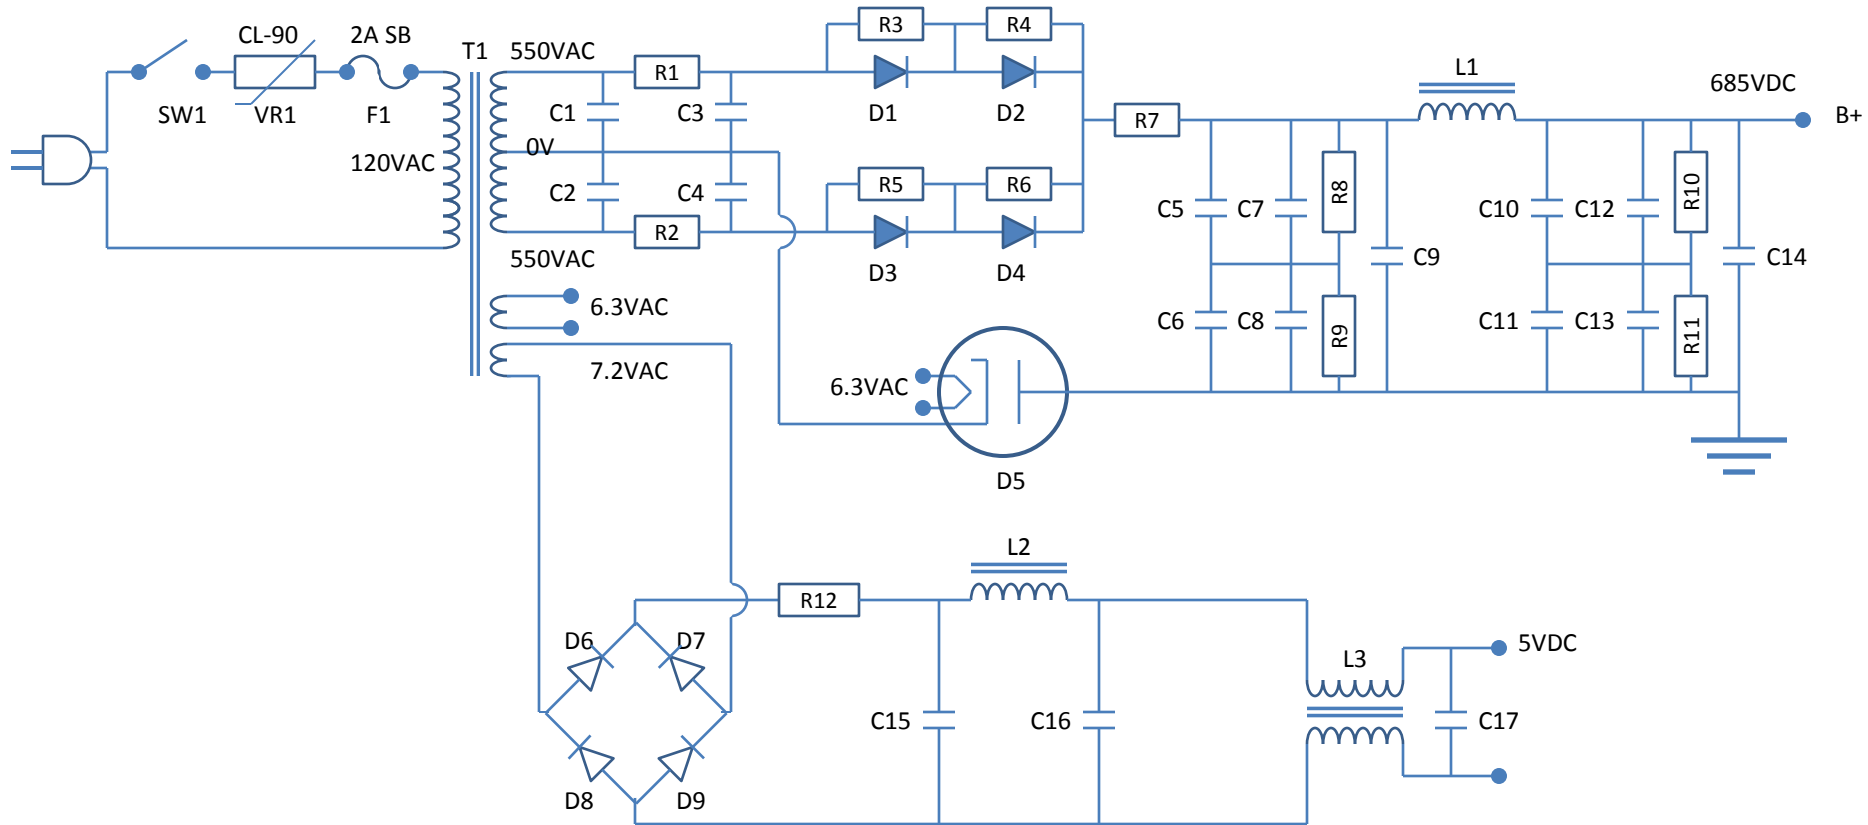 CL-90
2A SB
T1
550VAC
SW1
VR1
F1
120VAC
R1
C1
C3
0V
C2
C4
R2
550VAC
6.3VAC
7.2VAC
R3
R4
D1
D2
R5
R6
D3
D4
R7
L1
685VDC
B+
C5
C7
R8
C9
C6
C8
R9
C10
C12
R10
C14
C11
C13
R11
6.3VAC
D5
L2
R12
D6
D7
D8
D9
C15
C16
L3
5VDC
C17